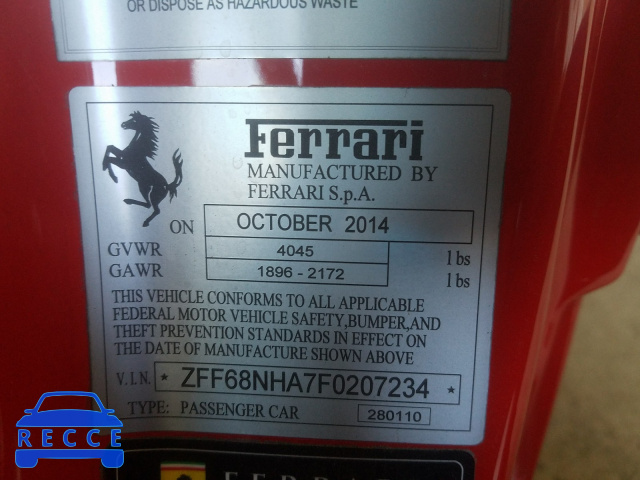 OR DISPOSE AS HAZARDOUS WASTE
Ferrari
MANUFACTURED BY
FERRARI S.p.A.
ON OCTOBER 2014
GVWR 4045 lbs
GAWR 1896 - 2172 lbs
THIS VEHICLE CONFORMS TO ALL APPLICABLE
FEDERAL MOTOR VEHICLE SAFETY,BUMPER,AND
THEFT PREVENTION STANDARDS IN EFFECT ON
THE DATE OF MANUFACTURE SHOWN ABOVE
V.I.N. * ZFF68NHA7F0207234 *
TYPE: PASSENGER CAR 280110
RECCE